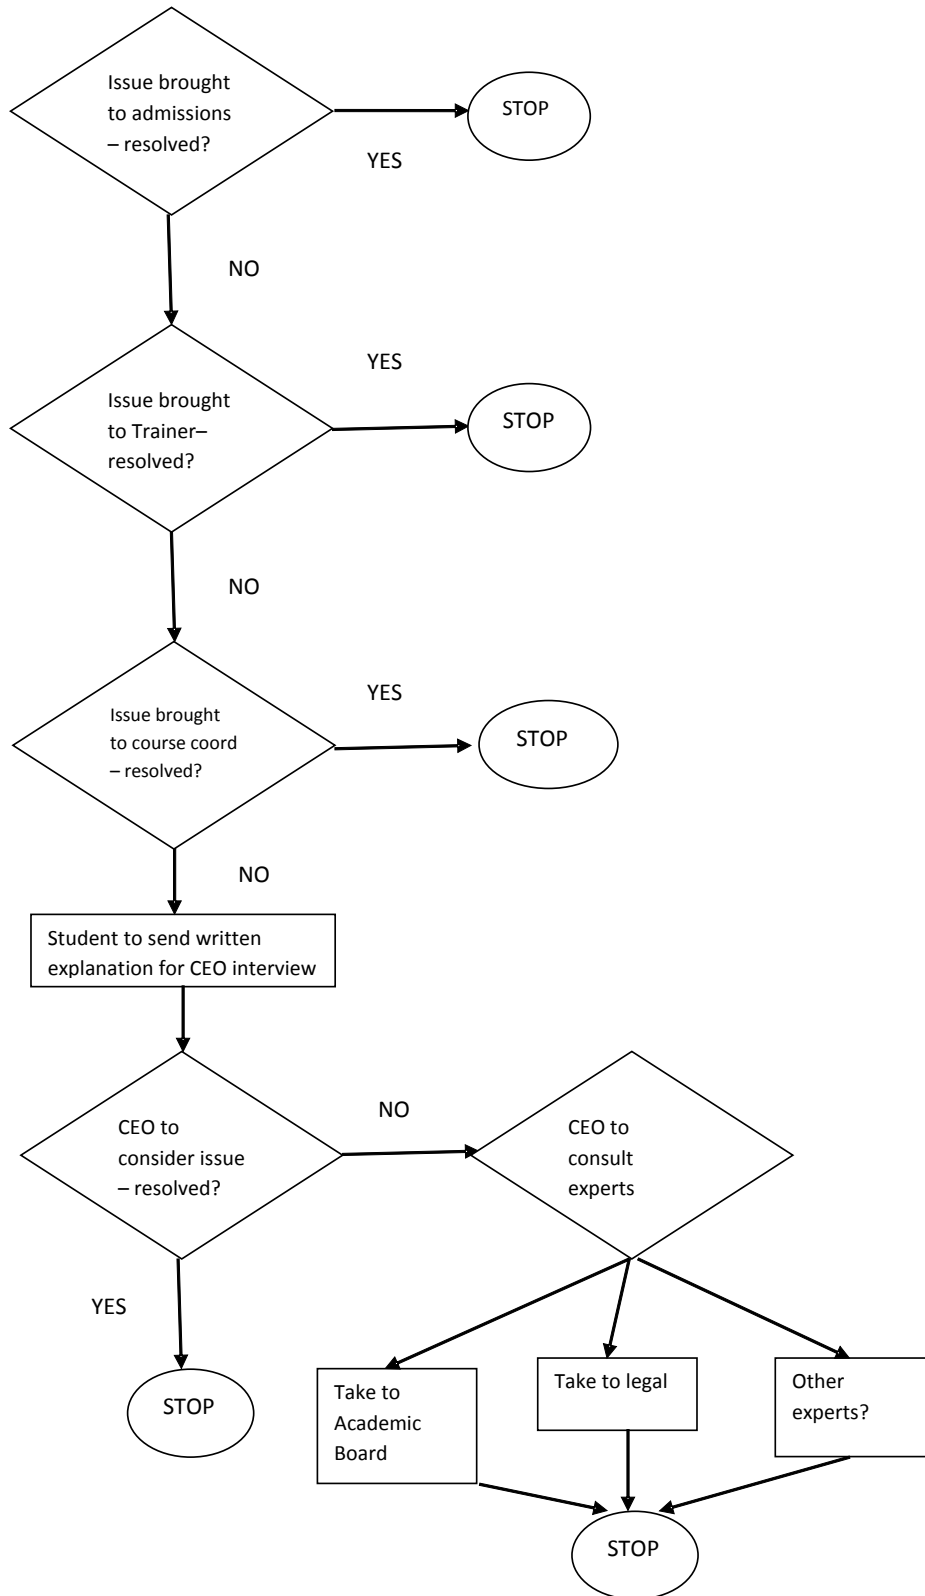 Issue brought
to admissions
– resolved?
STOP
YES
NO
YES
Issue brought
to Trainer–
resolved?
STOP
NO
YES
Issue brought
to course coord
– resolved?
STOP
NO
Student to send written
explanation for CEO interview
NO
CEO to
consider issue
– resolved?
CEO to
consult
experts
YES
STOP
Take to
Academic
Board
Take to legal
Other
experts?
STOP